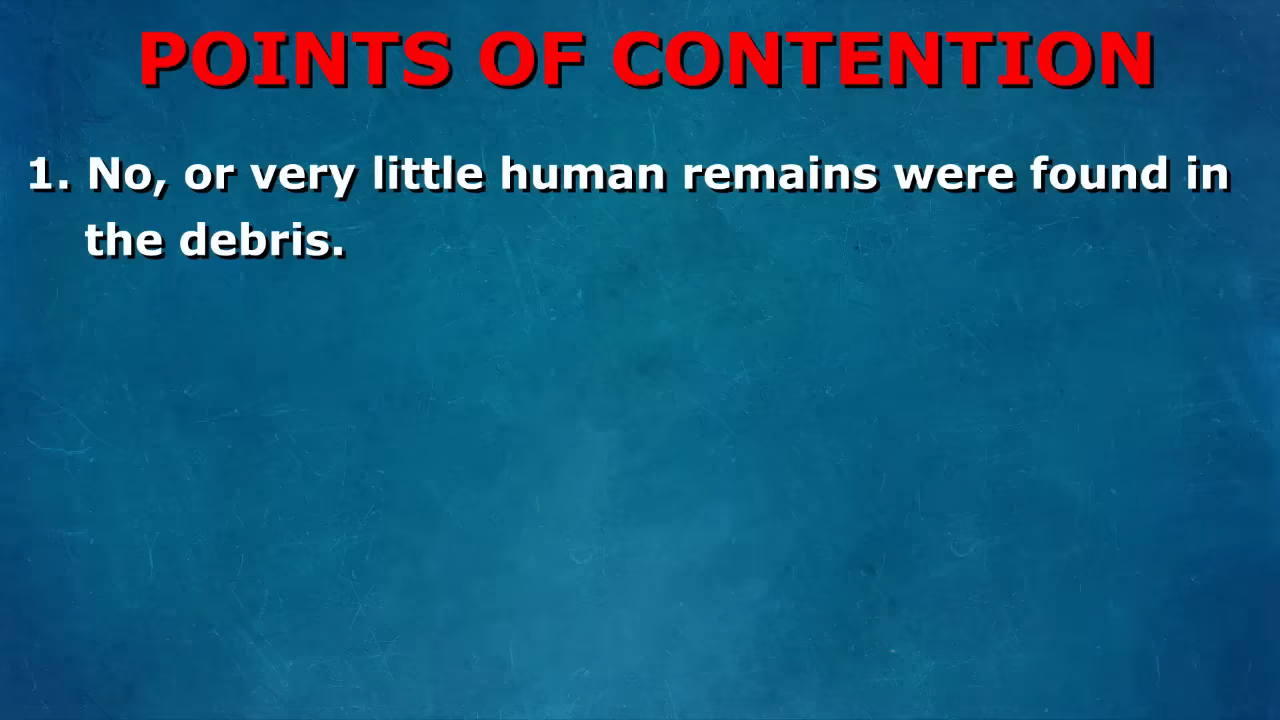 POINTS OF CONTENTION
1. No, or very little human remains were found in
the debris.